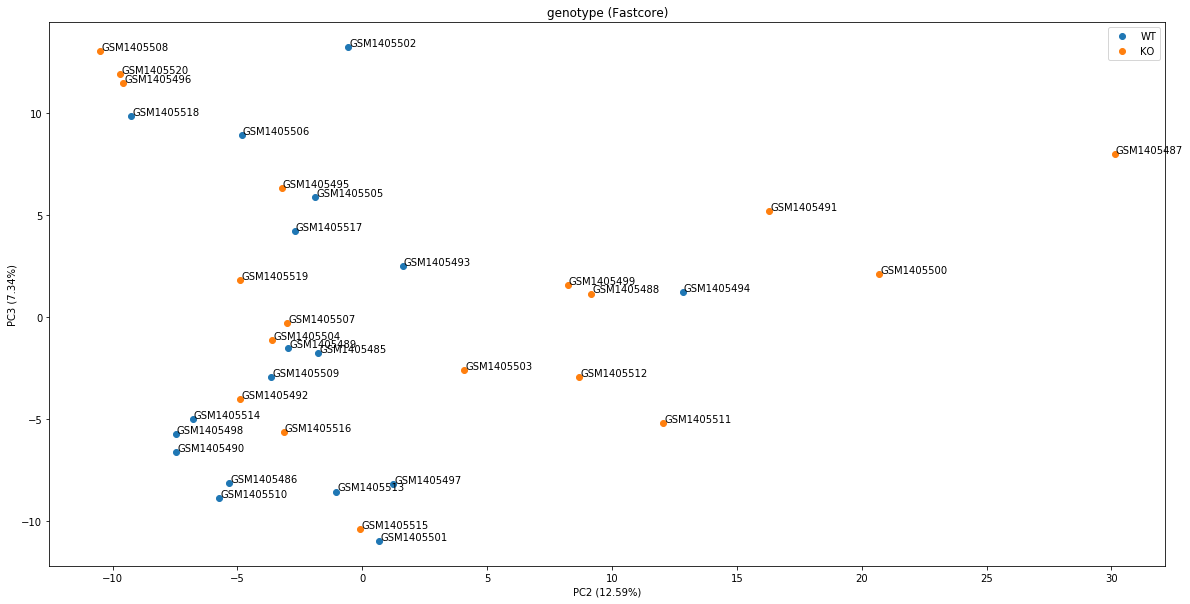 genotype (Fastcore)
WT
KO
GSM1405508
GSM1405502
GSM1405520
GSM1405496
GSM1405518
GSM1405506
GSM1405487
GSM1405495
GSM1405505
GSM1405491
GSM1405517
GSM1405493
GSM1405519
GSM1405500
GSM1405499
GSM1405488
GSM1405494
GSM1405507
GSM1405504
GSM1405489
GSM1405485
GSM1405509
GSM1405503
GSM1405512
GSM1405492
GSM1405514
GSM1405511
GSM1405498
GSM1405516
GSM1405490
GSM1405486
GSM1405497
GSM1405510
GSM1405513
GSM1405515
GSM1405501
10
5
0
−5
−10
PC3 (7.34%)
−10
−5
0
5
10
15
20
25
30
PC2 (12.59%)